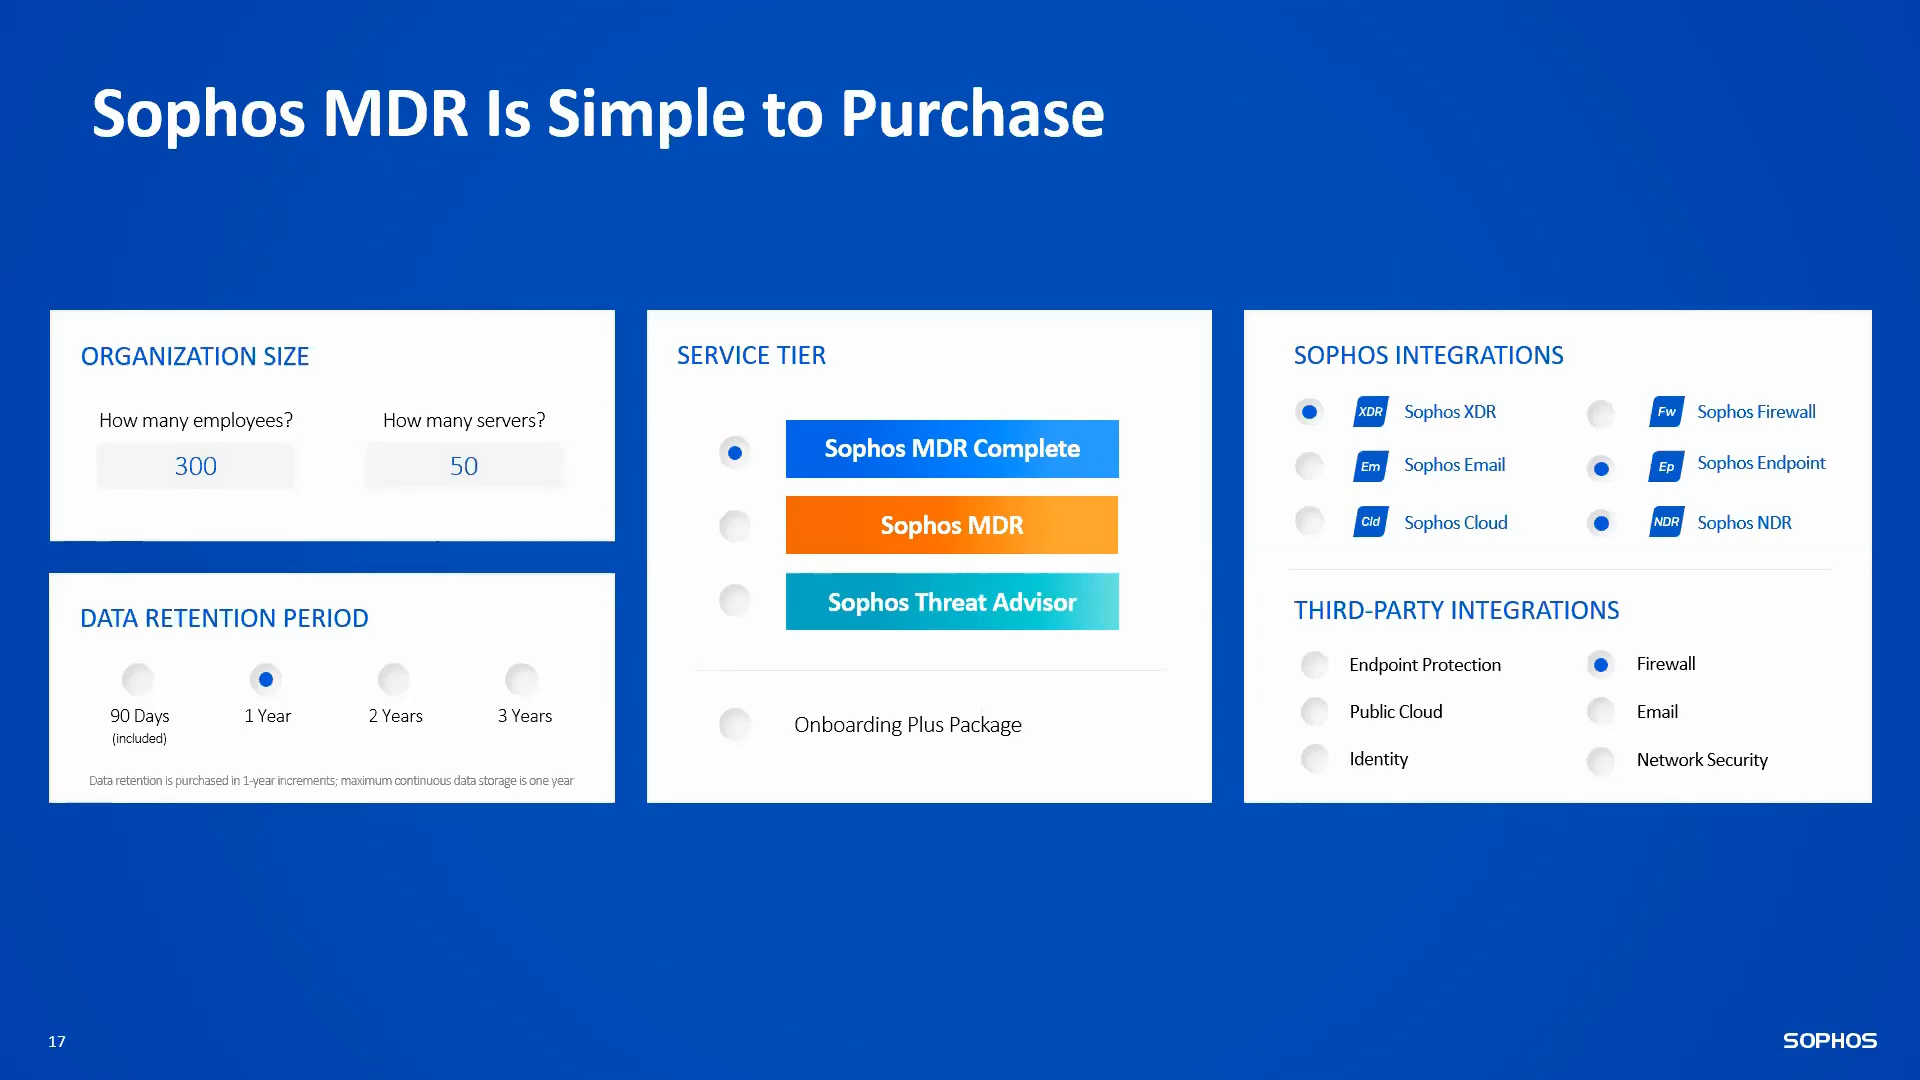 Sophos MDR Is Simple to Purchase
ORGANIZATION SIZE
How many employees?
How many servers?
300
50
DATA RETENTION PERIOD
90 Days
(included)
1 Year
2 Years
3 Years
Data retention is purchased in 1-year increments; maximum continuous data storage is one year
SERVICE TIER
Sophos MDR Complete
Sophos MDR
Sophos Threat Advisor
Onboarding Plus Package
SOPHOS INTEGRATIONS
XDR Sophos XDR
Fw Sophos Firewall
Em Sophos Email
Ep Sophos Endpoint
Cld Sophos Cloud
NDR Sophos NDR
THIRD-PARTY INTEGRATIONS
Endpoint Protection
Firewall
Public Cloud
Email
Identity
Network Security
17
SOPHOS